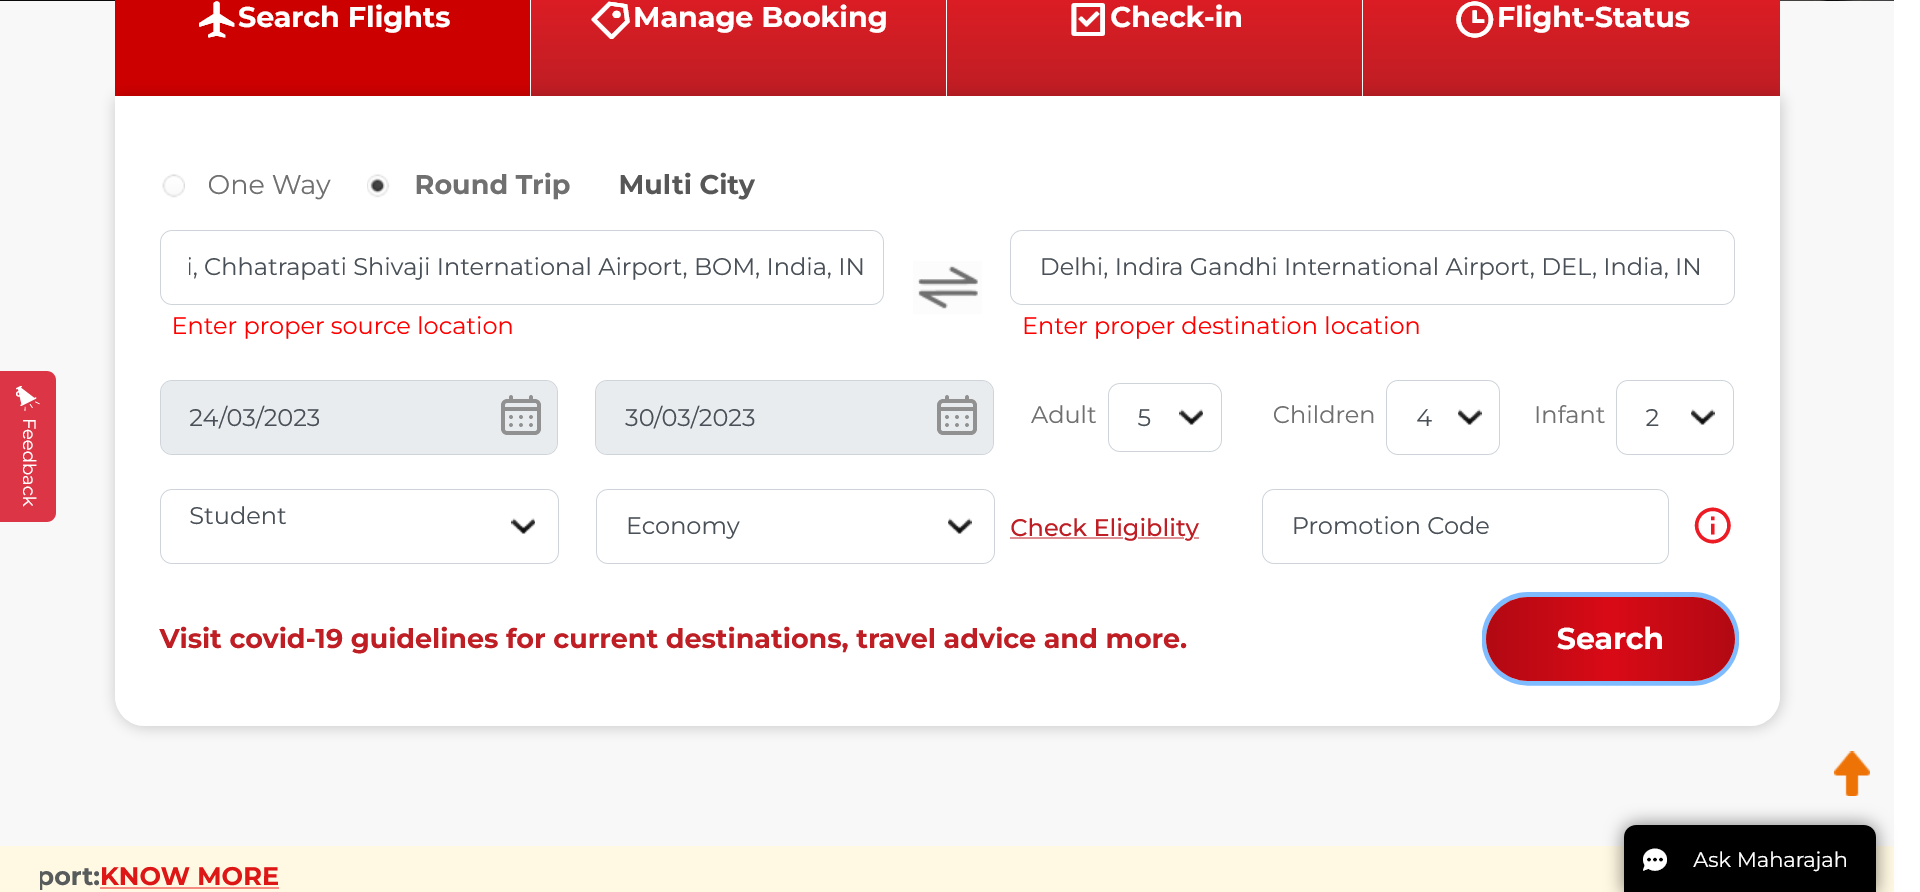 Search Flights
Manage Booking
Check-in
Flight-Status
One Way
Round Trip
Multi City
i, Chhatrapati Shivaji International Airport, BOM, India, IN
Delhi, Indira Gandhi International Airport, DEL, India, IN
Enter proper source location
Enter proper destination location
24/03/2023
30/03/2023
Adult
5
Children
4
Infant
2
Feedback
Student
Economy
Check Eligiblity
Promotion Code
Visit covid-19 guidelines for current destinations, travel advice and more.
Search
Ask Maharajah
port:KNOW MORE